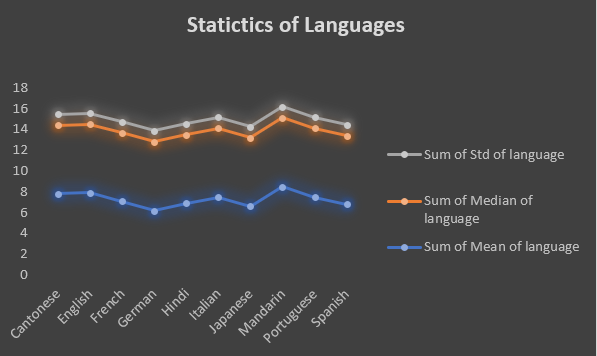 Statictics of Languages
18
16
14
12
10
8
6
4
2
0
Cantonese
English
French
German
Hindi
Italian
Japanese
Mandarin
Portuguese
Spanish
Sum of Std of language
Sum of Median of
language
Sum of Mean of language